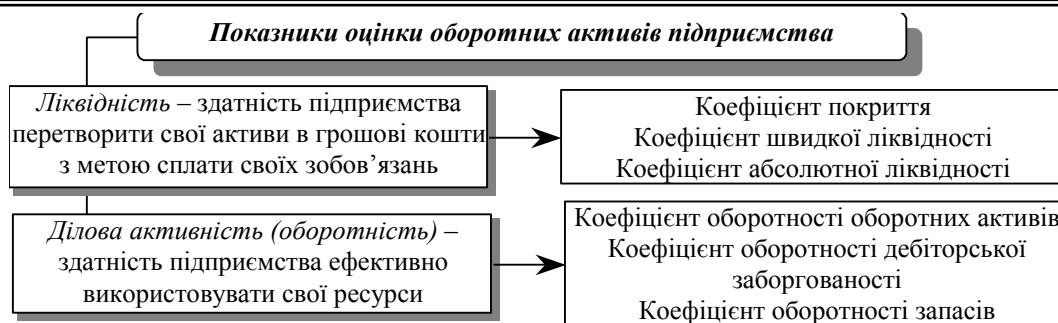 Показники оцінки оборотних активів підприємства
Ліквідність – здатність підприємства
перетворити свої активи в грошові кошти
з метою сплати своїх зобов’язань
Коефіцієнт покриття
Коефіцієнт швидкої ліквідності
Коефіцієнт абсолютної ліквідності
Ділова активність (оборотність) –
здатність підприємства ефективно
використовувати свої ресурси
Коефіцієнт оборотності оборотних активів
Коефіцієнт оборотності дебіторської
заборгованості
Коефіцієнт оборотності запасів